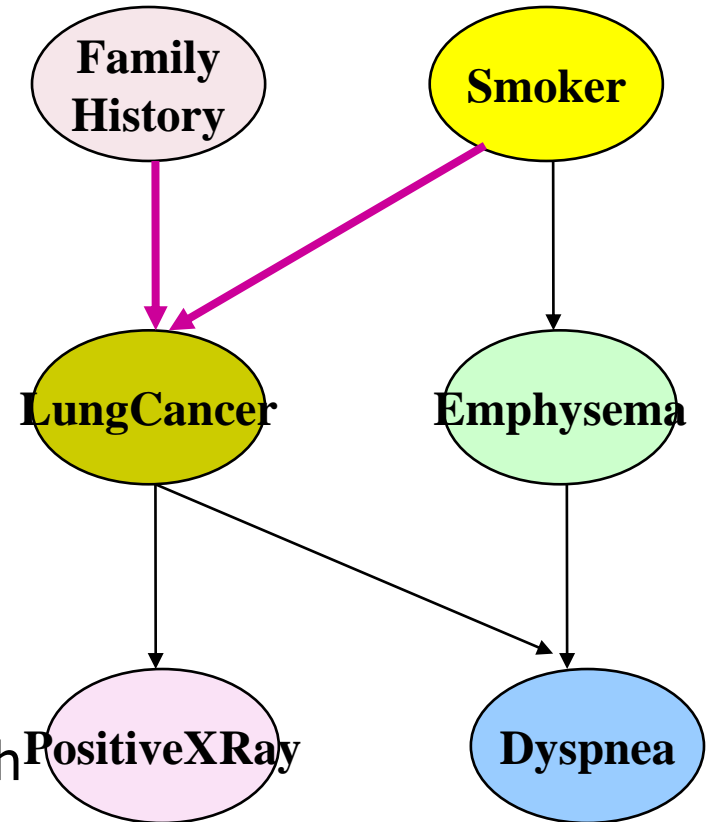 Family
History
Smoker
LungCancer
Emphysema
h
PositiveXRay
Dyspnea